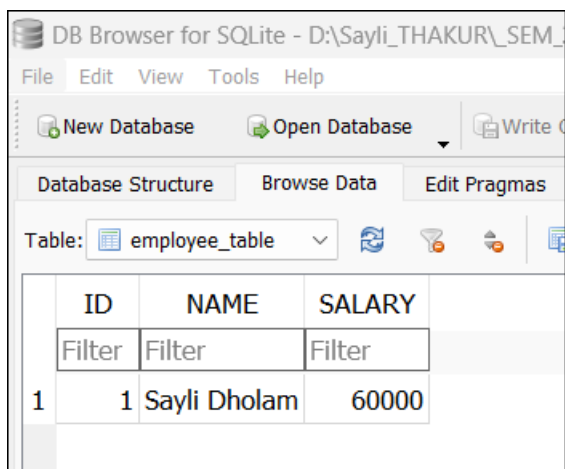 DB Browser for SQLite - D:\Sayli_THAKUR\_SEM_
File Edit View Tools Help
New Database Open Database Write
Database Structure Browse Data Edit Pragmas
Table: employee_table
ID NAME SALARY
Filter Filter Filter
1 1 Sayli Dholam 60000